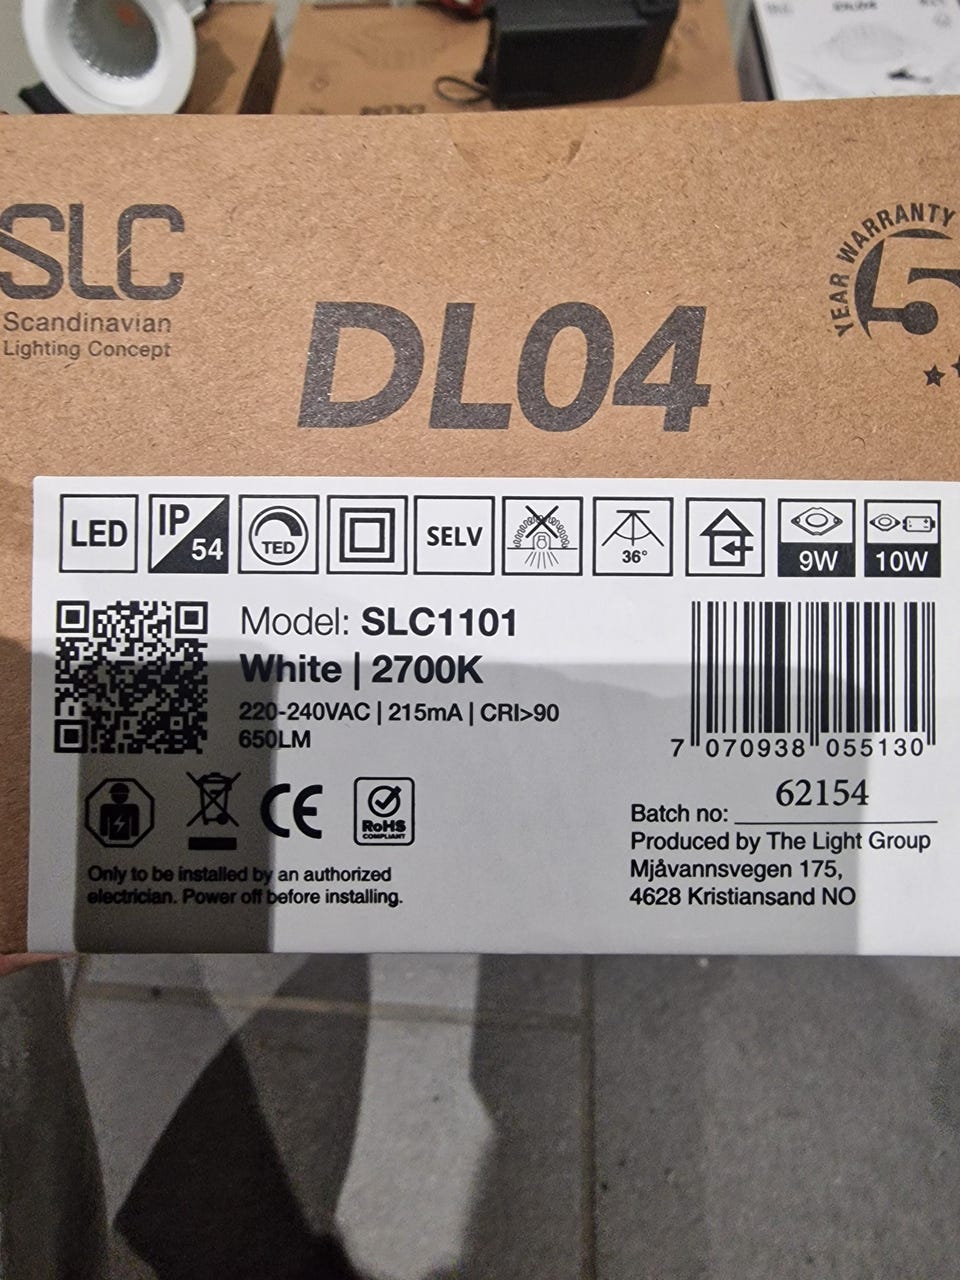 SLC
Scandinavian
Lighting Concept
DL04
5 YEAR WARRANTY
LED
IP
54
TED
SELV
36°
9W
10W
Model: SLC1101
White | 2700K
220-240VAC | 215mA | CRI>90
650LM
CE
RoHS
COMPLIANT
Only to be installed by an authorized
electrician. Power off before installing.
7 070938 055130
Batch no: 62154
Produced by The Light Group
Mjåvannsvegen 175,
4628 Kristiansand NO
DL04
DL04